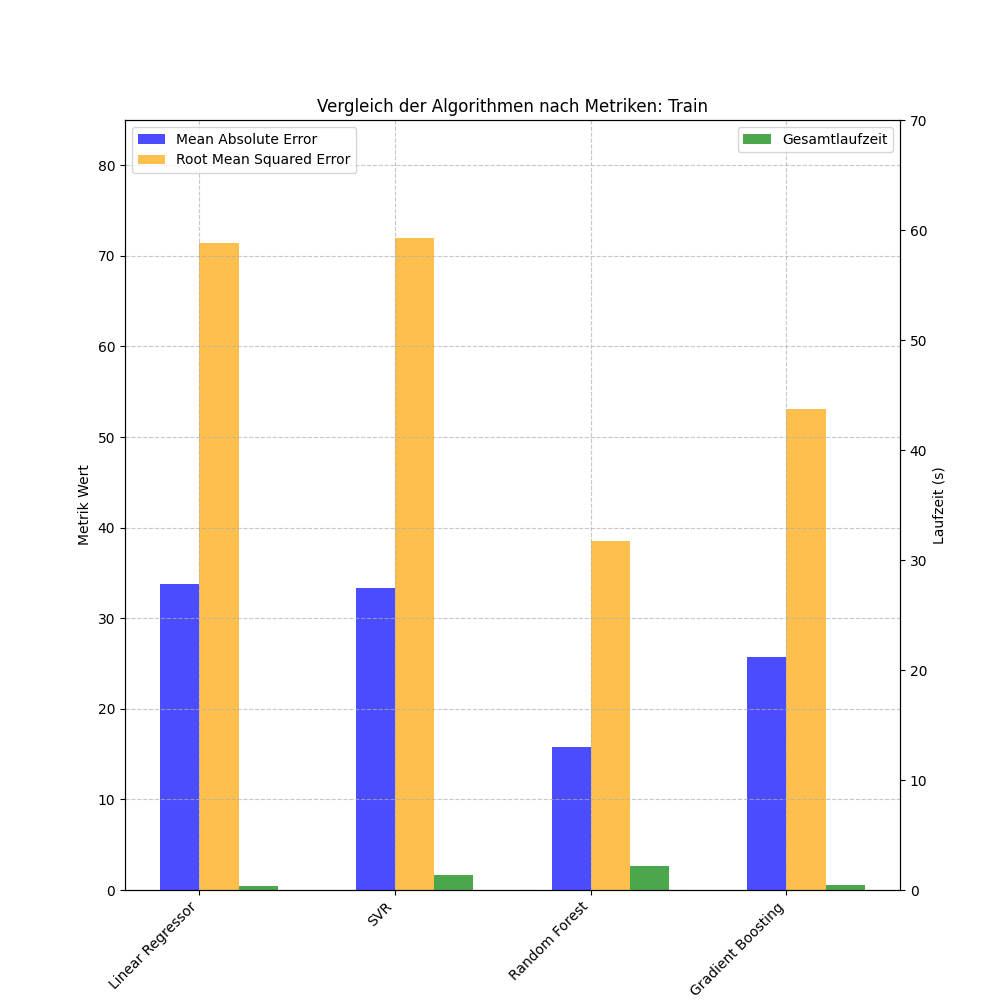 Vergleich der Algorithmen nach Metriken: Train
Mean Absolute Error
Root Mean Squared Error
Gesamtlaufzeit
Metrik Wert
80
70
60
50
40
30
20
10
0
Laufzeit (s)
70
60
50
40
30
20
10
0
Linear Regressor
SVR
Random Forest
Gradient Boosting